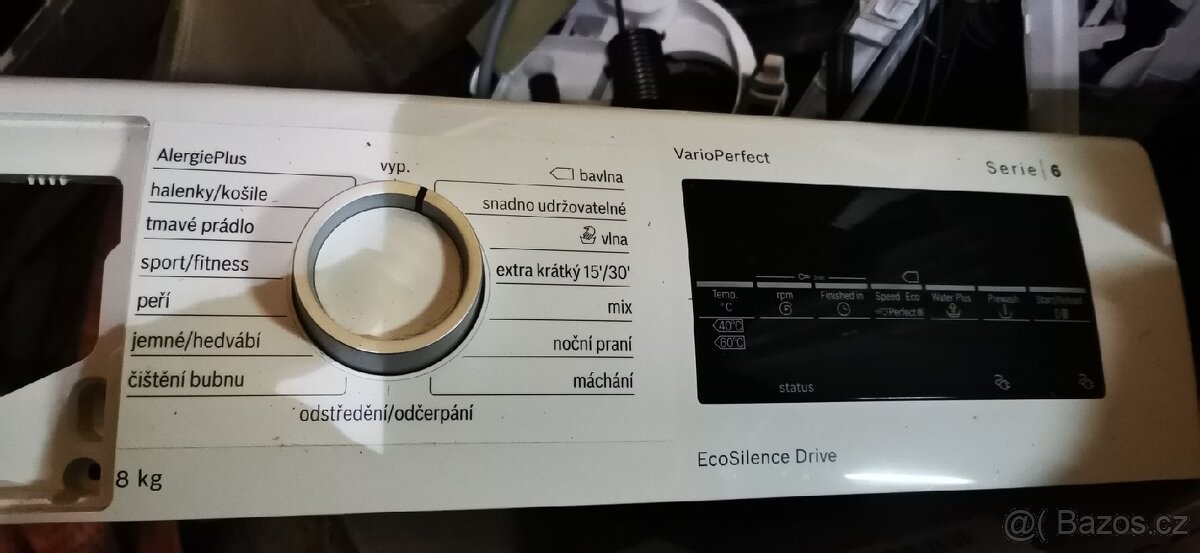 AlergiePlus
halenky/košile
tmavé prádlo
sport/fitness
peří
jemné/hedvábí
čištění bubnu
vyp.
bavlna
snadno udržovatelné
vlna
extra krátký 15'/30'
mix
noční praní
máchání
odstředění/odčerpání
8 kg
VarioPerfect
Serie | 6
Temp. °C
rpm
Finished in
Speed Eco Perfect
Water Plus
Prewash
Start/Reload
40°C
60°C
status
EcoSilence Drive
@( Bazos.cz